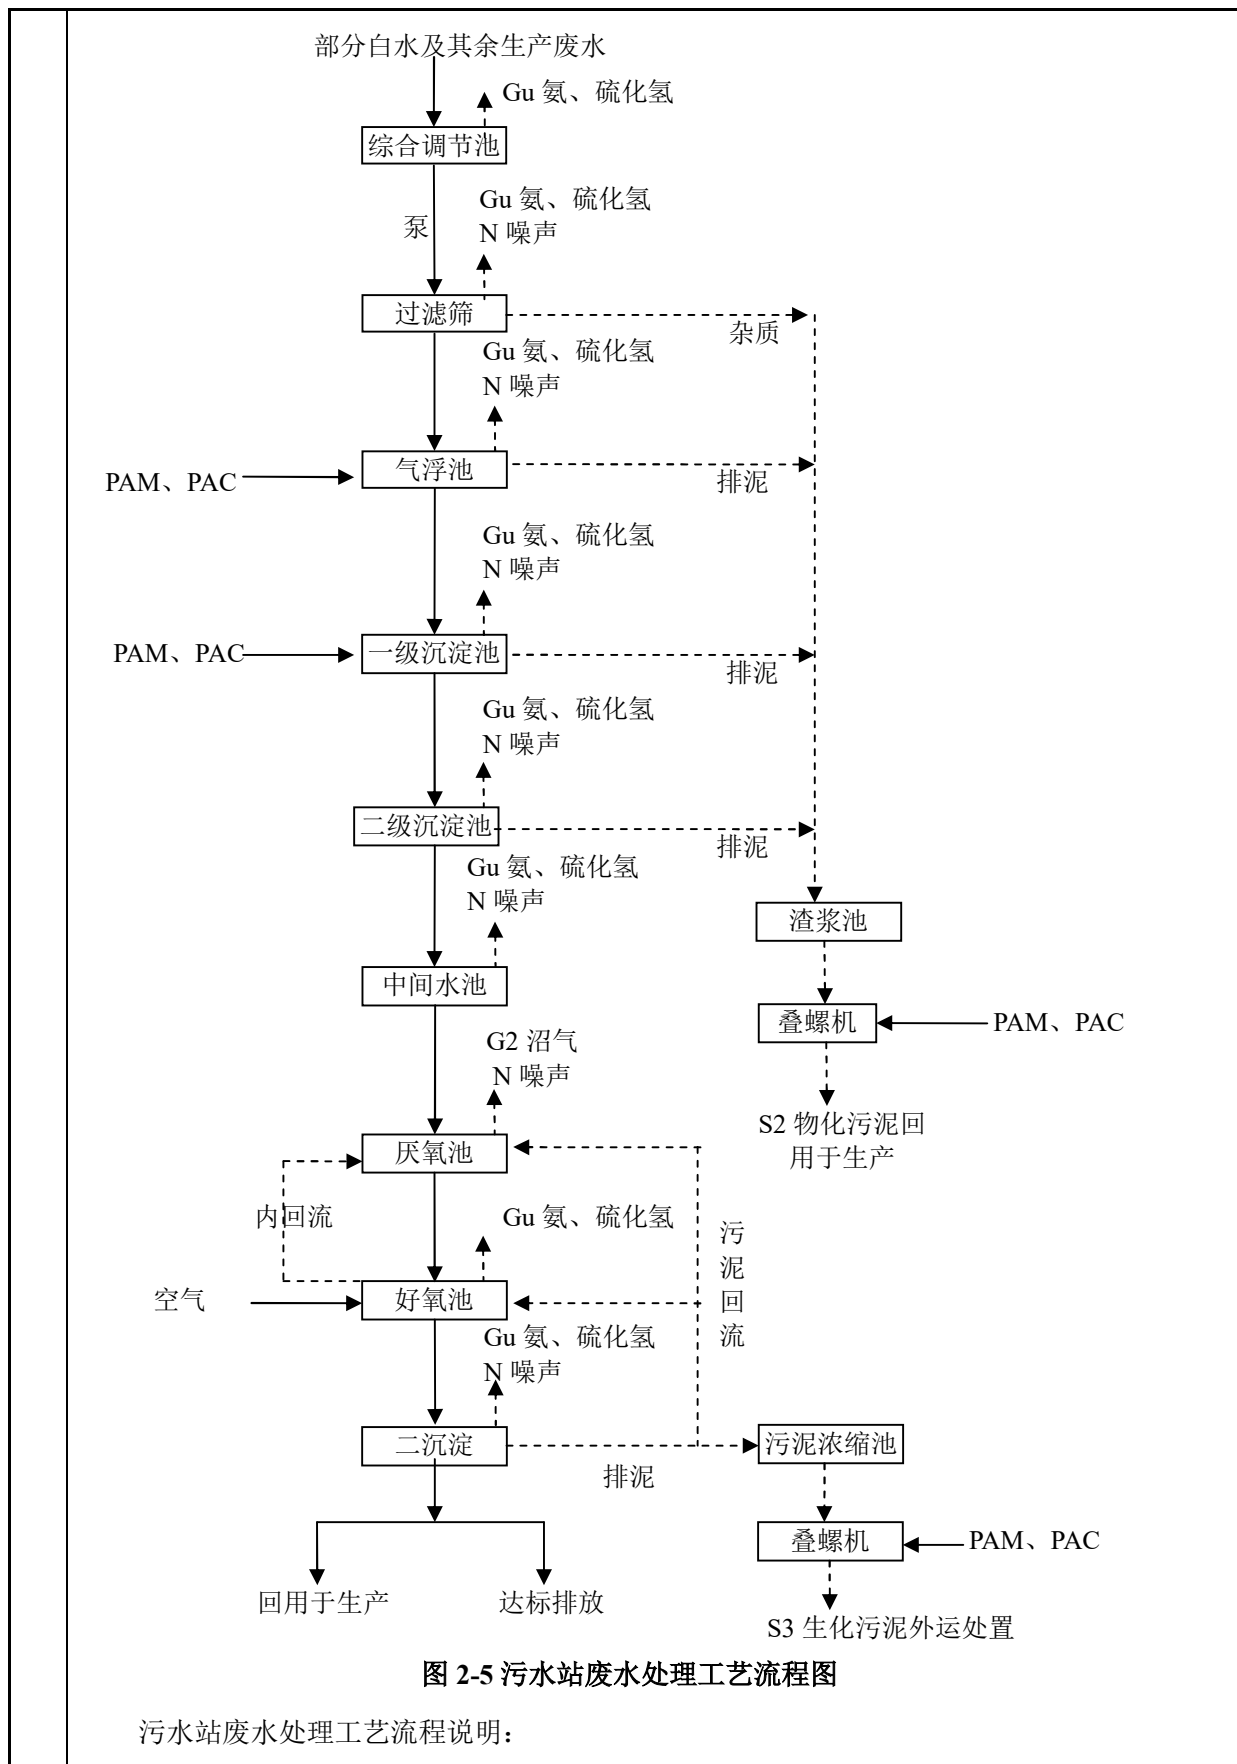 部分白水及其余生产废水
Gu 氨、硫化氢
综合调节池
Gu 氨、硫化氢
N 噪声
泵
过滤筛
杂质
Gu 氨、硫化氢
N 噪声
气浮池
PAM、PAC
排泥
Gu 氨、硫化氢
N 噪声
一级沉淀池
PAM、PAC
排泥
Gu 氨、硫化氢
N 噪声
二级沉淀池
排泥
Gu 氨、硫化氢
N 噪声
渣浆池
中间水池
叠螺机
PAM、PAC
G2 沼气
N 噪声
S2 物化污泥回
用于生产
厌氧池
内回流
Gu 氨、硫化氢
污
泥
回
流
空气
好氧池
Gu 氨、硫化氢
N 噪声
二沉淀
排泥
污泥浓缩池
叠螺机
PAM、PAC
回用于生产
达标排放
S3 生化污泥外运处置
图 2-5 污水站废水处理工艺流程图
污水站废水处理工艺流程说明：